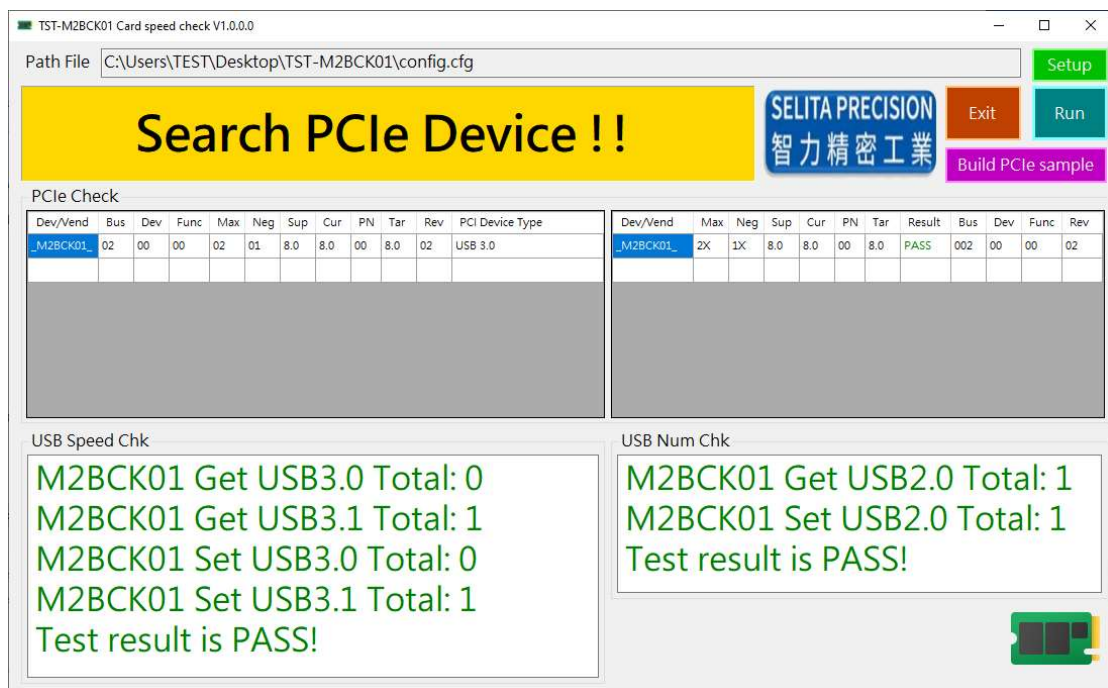 TST-M2BCK01 Card speed check V1.0.0.0
Path File C:\Users\TEST\Desktop\TST-M2BCK01\config.cfg
Setup
Search PCIe Device ! !
SELITA PRECISION
智力精密工業
Exit
Run
Build PCIe sample
PCIe Check
Dev/Vend Bus Dev Func Max Neg Sup Cur PN Tar Rev PCI Device Type
_M2BCK01_ 02 00 00 02 01 8.0 8.0 00 8.0 02 USB 3.0
Dev/Vend Max Neg Sup Cur PN Tar Result Bus Dev Func Rev
_M2BCK01_ 2X 1X 8.0 8.0 00 8.0 PASS 002 00 00 02
USB Speed Chk
M2BCK01 Get USB3.0 Total: 0
M2BCK01 Get USB3.1 Total: 1
M2BCK01 Set USB3.0 Total: 0
M2BCK01 Set USB3.1 Total: 1
Test result is PASS!
USB Num Chk
M2BCK01 Get USB2.0 Total: 1
M2BCK01 Set USB2.0 Total: 1
Test result is PASS!